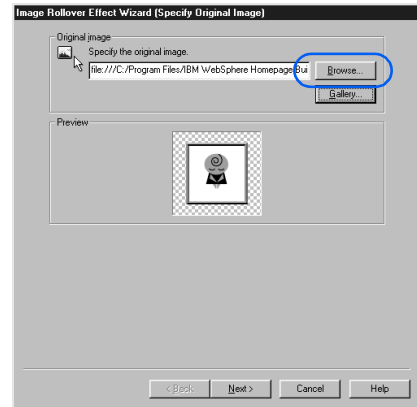 Image Rollover Effect Wizard (Specify Original Image)
Original image
Specify the original image.
file:///C:/Program Files/IBM WebSphere Homepage Bui
Browse...
Gallery...
Preview
< Back
Next >
Cancel
Help